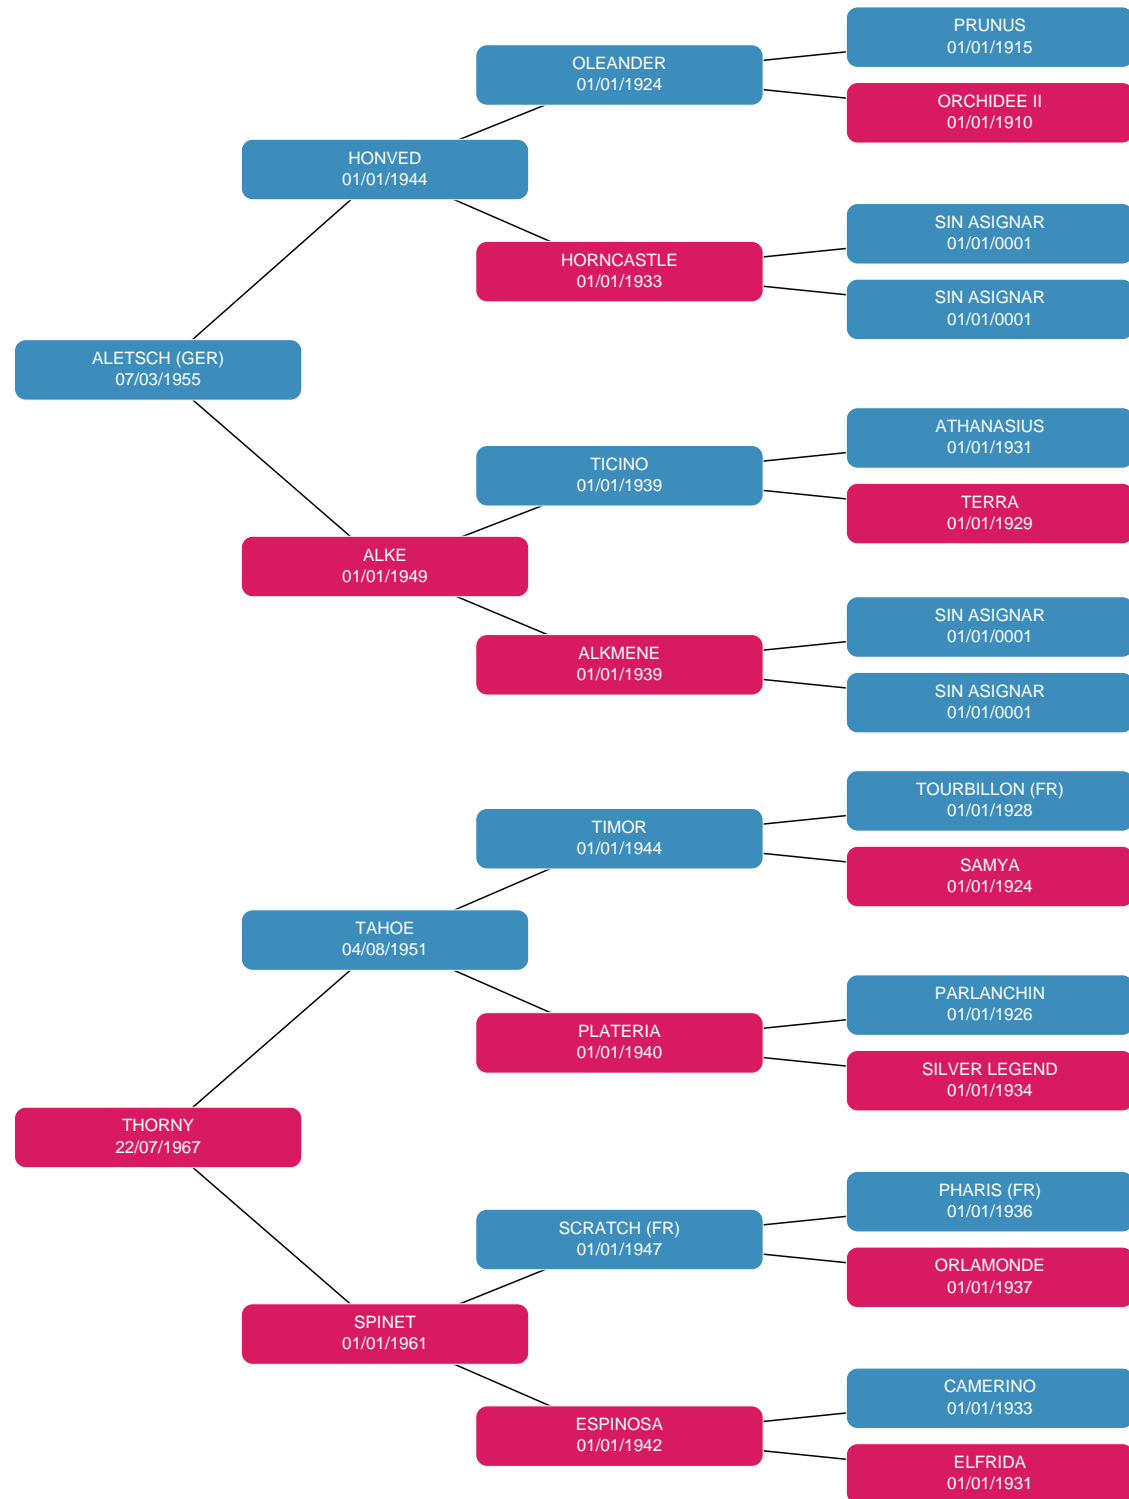 PRUNUS
01/01/1915
OLEANDER
01/01/1924
ORCHIDEE II
01/01/1910
HONVED
01/01/1944
SIN ASIGNAR
01/01/0001
HORNCASTLE
01/01/1933
SIN ASIGNAR
01/01/0001
ALETSCH (GER)
07/03/1955
ATHANASIUS
01/01/1931
TICINO
01/01/1939
TERRA
01/01/1929
ALKE
01/01/1949
SIN ASIGNAR
01/01/0001
ALKMENE
01/01/1939
SIN ASIGNAR
01/01/0001
TOURBILLON (FR)
01/01/1928
TIMOR
01/01/1944
SAMYA
01/01/1924
TAHOE
04/08/1951
PARLANCHIN
01/01/1926
PLATERIA
01/01/1940
SILVER LEGEND
01/01/1934
THORNY
22/07/1967
PHARIS (FR)
01/01/1936
SCRATCH (FR)
01/01/1947
ORLAMONDE
01/01/1937
SPINET
01/01/1961
CAMERINO
01/01/1933
ESPINOSA
01/01/1942
ELFRIDA
01/01/1931